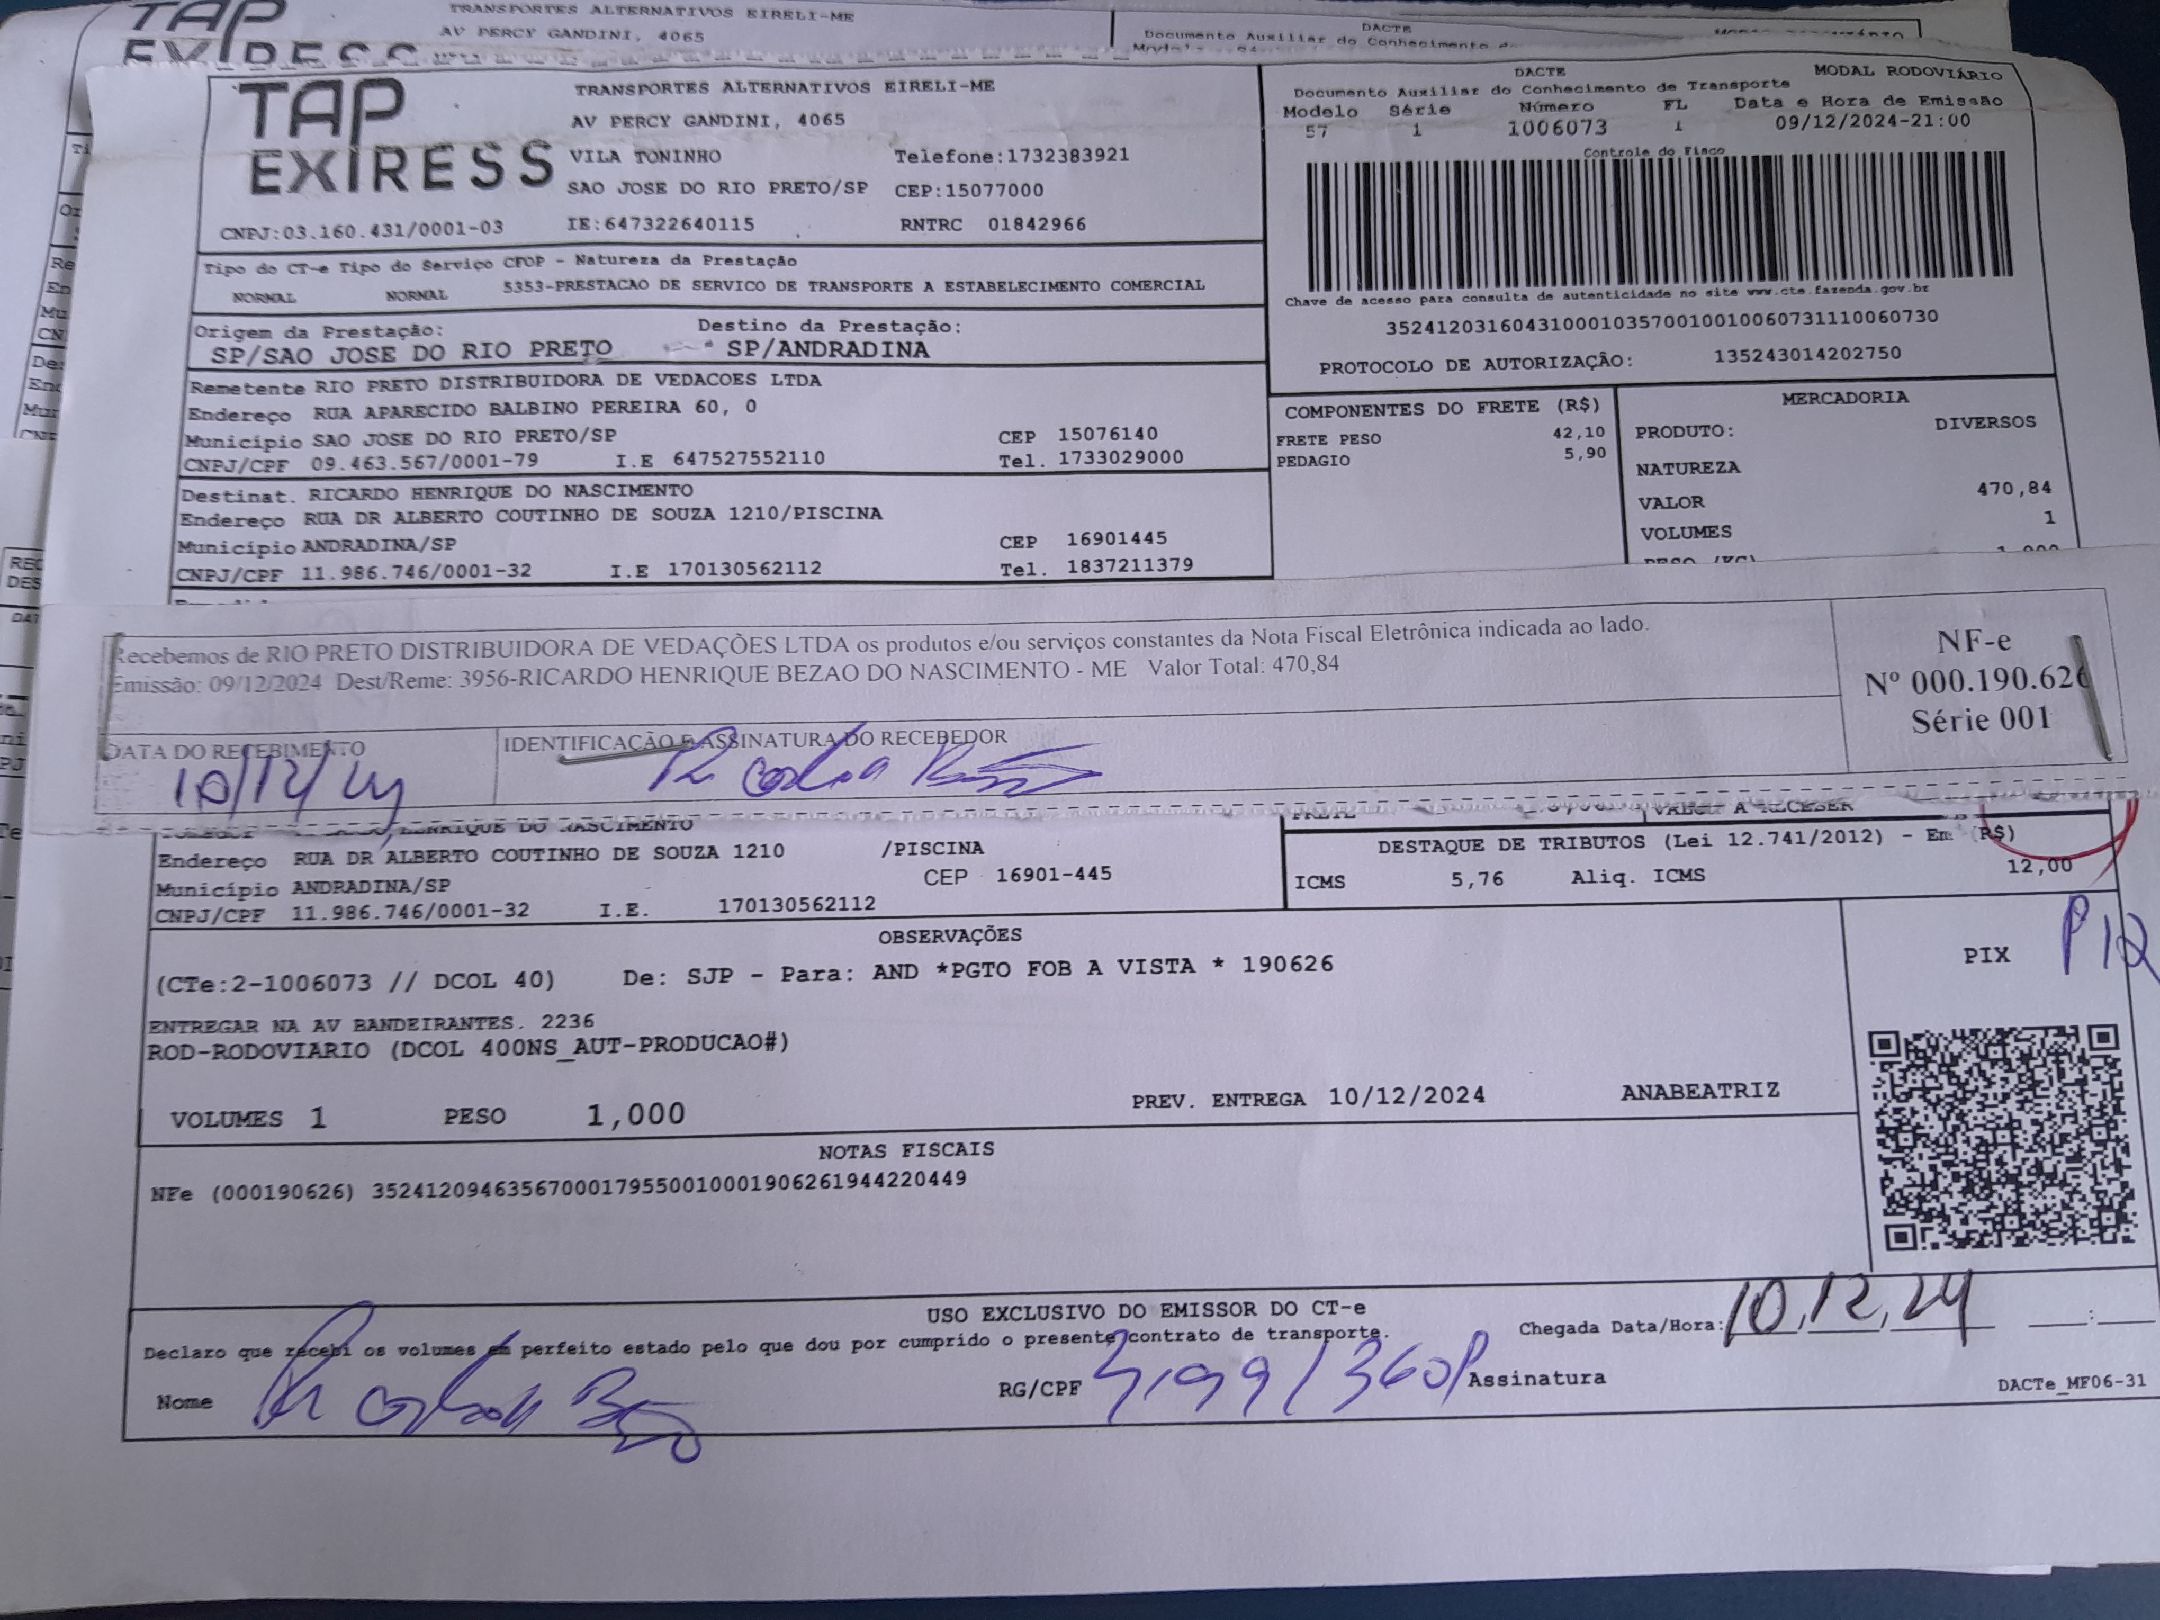 TRANSPORTES ALTERNATIVOS EIRELI-ME
AV PERCY GANDINI, 4065
DACTE
Documento Auxiliar do Conhecimento
TAP EXIRESS
TRANSPORTES ALTERNATIVOS EIRELI-ME
AV PERCY GANDINI, 4065
VILA TONINHO Telefone:1732383921
SAO JOSE DO RIO PRETO/SP CEP:15077000
CNPJ:03.160.431/0001-03 IE:647322640115 RNTRC 01842966
DACTE MODAL RODOVIÁRIO
Documento Auxiliar do Conhecimento de Transporte
Modelo Série Número FL Data e Hora de Emissão
57 1 1006073 1 09/12/2024-21:00
Controle do Fisco
Chave de acesso para consulta de autenticidade no site www.cte.fazenda.gov.br
35241203160431000103570010010060731110060730
PROTOCOLO DE AUTORIZAÇÃO: 135243014202750
Tipo do CT-e Tipo do Serviço CFOP - Natureza da Prestação
NORMAL NORMAL 5353-PRESTACAO DE SERVICO DE TRANSPORTE A ESTABELECIMENTO COMERCIAL
Origem da Prestação: Destino da Prestação:
SP/SAO JOSE DO RIO PRETO SP/ANDRADINA
Remetente RIO PRETO DISTRIBUIDORA DE VEDACOES LTDA
Endereço RUA APARECIDO BALBINO PEREIRA 60, 0
Município SAO JOSE DO RIO PRETO/SP CEP 15076140
CNPJ/CPF 09.463.567/0001-79 I.E 647527552110 Tel. 1733029000
Destinat. RICARDO HENRIQUE DO NASCIMENTO
Endereço RUA DR ALBERTO COUTINHO DE SOUZA 1210/PISCINA
Município ANDRADINA/SP CEP 16901445
CNPJ/CPF 11.986.746/0001-32 I.E 170130562112 Tel. 1837211379
COMPONENTES DO FRETE (R$)
FRETE PESO 42,10
PEDAGIO 5,90
MERCADORIA
PRODUTO: DIVERSOS
NATUREZA
VALOR 470,84
VOLUMES 1
Recebemos de RIO PRETO DISTRIBUIDORA DE VEDAÇÕES LTDA os produtos e/ou serviços constantes da Nota Fiscal Eletrônica indicada ao lado.
Emissão: 09/12/2024 Dest/Reme: 3956-RICARDO HENRIQUE BEZAO DO NASCIMENTO - ME Valor Total: 470,84
NF-e
Nº 000.190.626
Série 001
DATA DO RECEBIMENTO IDENTIFICAÇÃO E ASSINATURA DO RECEBEDOR
10/12/24
HENRIQUE DO NASCIMENTO
Endereço RUA DR ALBERTO COUTINHO DE SOUZA 1210 /PISCINA
Município ANDRADINA/SP CEP 16901-445
CNPJ/CPF 11.986.746/0001-32 I.E. 170130562112
VALOR A RECEBER
DESTAQUE DE TRIBUTOS (Lei 12.741/2012) - Em (R$)
ICMS 5,76 Aliq. ICMS 12,00
OBSERVAÇÕES
(CTe:2-1006073 // DCOL 40) De: SJP - Para: AND *PGTO FOB A VISTA * 190626
ENTREGAR NA AV BANDEIRANTES. 2236
ROD-RODOVIARIO (DCOL 400NS_AUT-PRODUCAO#)
VOLUMES 1 PESO 1,000 PREV. ENTREGA 10/12/2024 ANABEATRIZ
PIX
NOTAS FISCAIS
NFe (000190626) 35241209463567000179550010001906261944220449
USO EXCLUSIVO DO EMISSOR DO CT-e
Declaro que recebi os volumes em perfeito estado pelo que dou por cumprido o presente contrato de transporte.
Chegada Data/Hora: 10,12,24 :
Nome RG/CPF Assinatura
DACTe_MF06-31